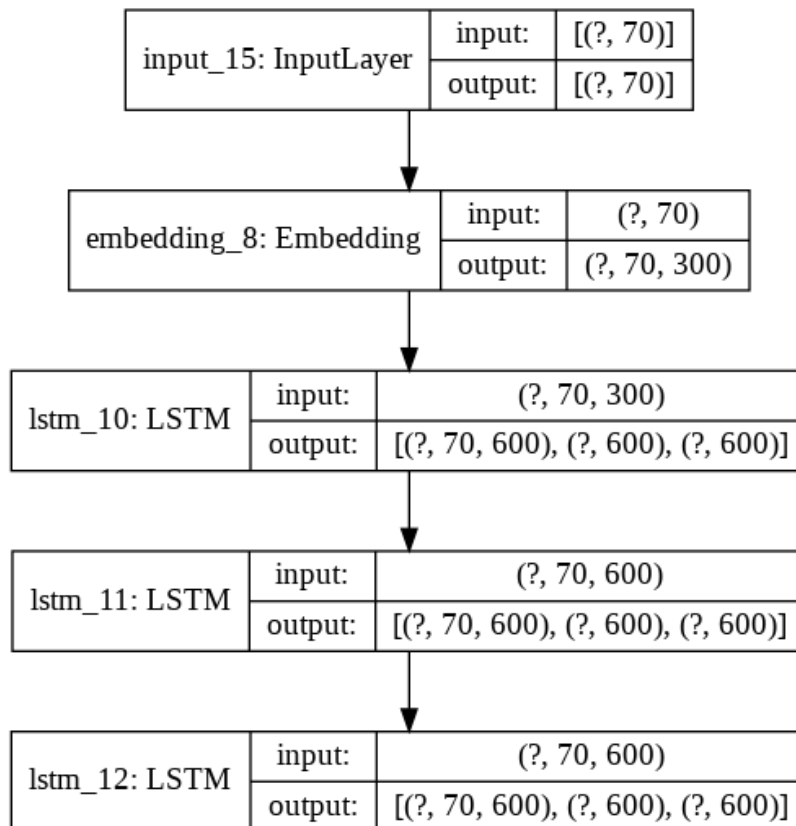 input_15: InputLayer
input: [(?, 70)]
output: [(?, 70)]
embedding_8: Embedding
input: (?, 70)
output: (?, 70, 300)
lstm_10: LSTM
input: (?, 70, 300)
output: [(?, 70, 600), (?, 600), (?, 600)]
lstm_11: LSTM
input: (?, 70, 600)
output: [(?, 70, 600), (?, 600), (?, 600)]
lstm_12: LSTM
input: (?, 70, 600)
output: [(?, 70, 600), (?, 600), (?, 600)]